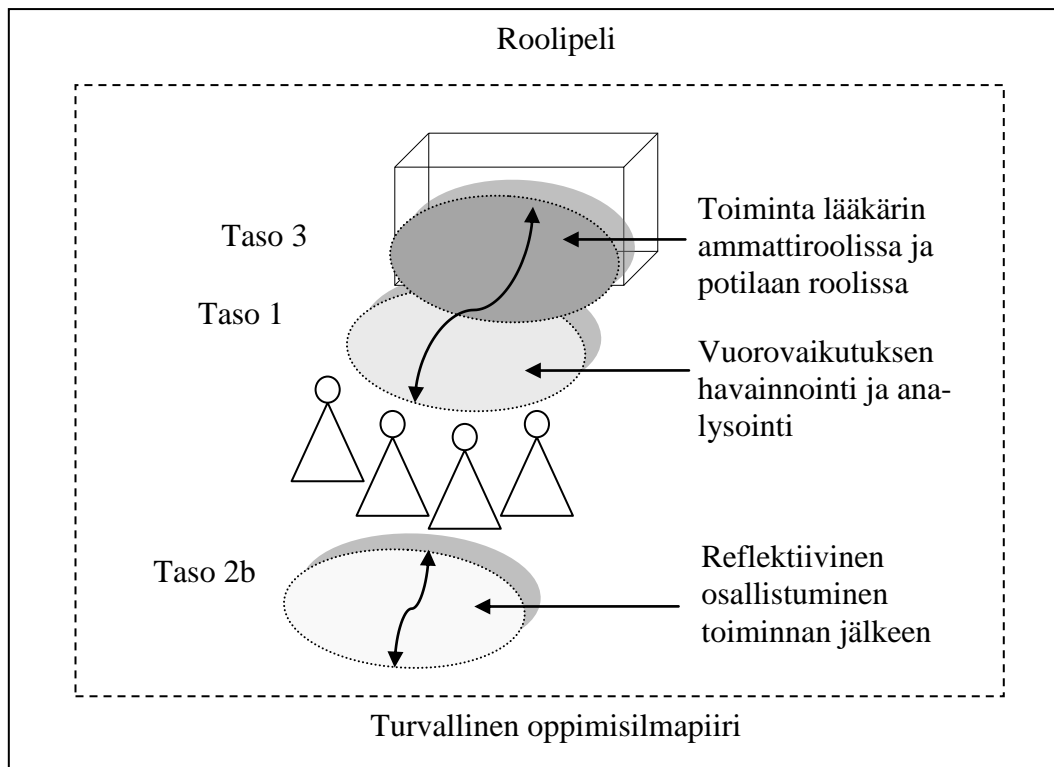 Roolipeli
Taso 3
Toiminta lääkärin
ammattiroolissa ja
potilaan roolissa
Taso 1
Vuorovaikutuksen
havainnointi ja ana-
lysointi
Taso 2b
Reflektiivinen
osallistuminen
toiminnan jälkeen
Turvallinen oppimisilmapiiri